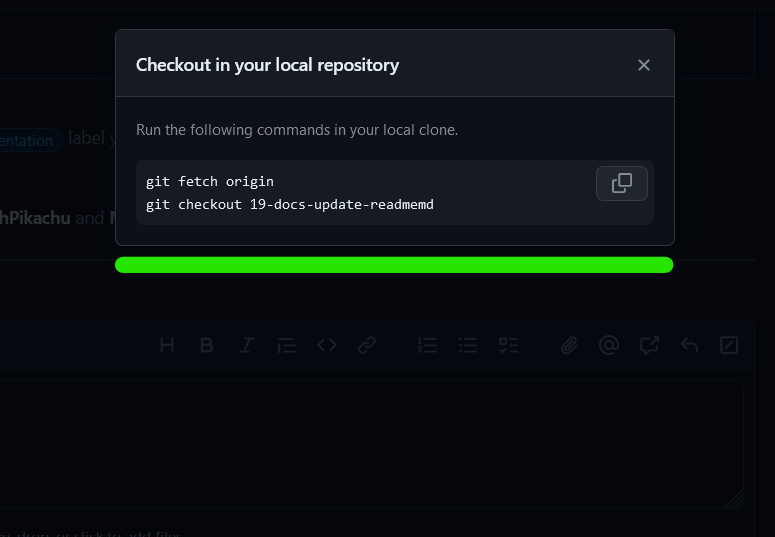 Checkout in your local repository
Run the following commands in your local clone.
git fetch origin
git checkout 19-docs-update-readmemd
entation label y
hPikachu and M
H B